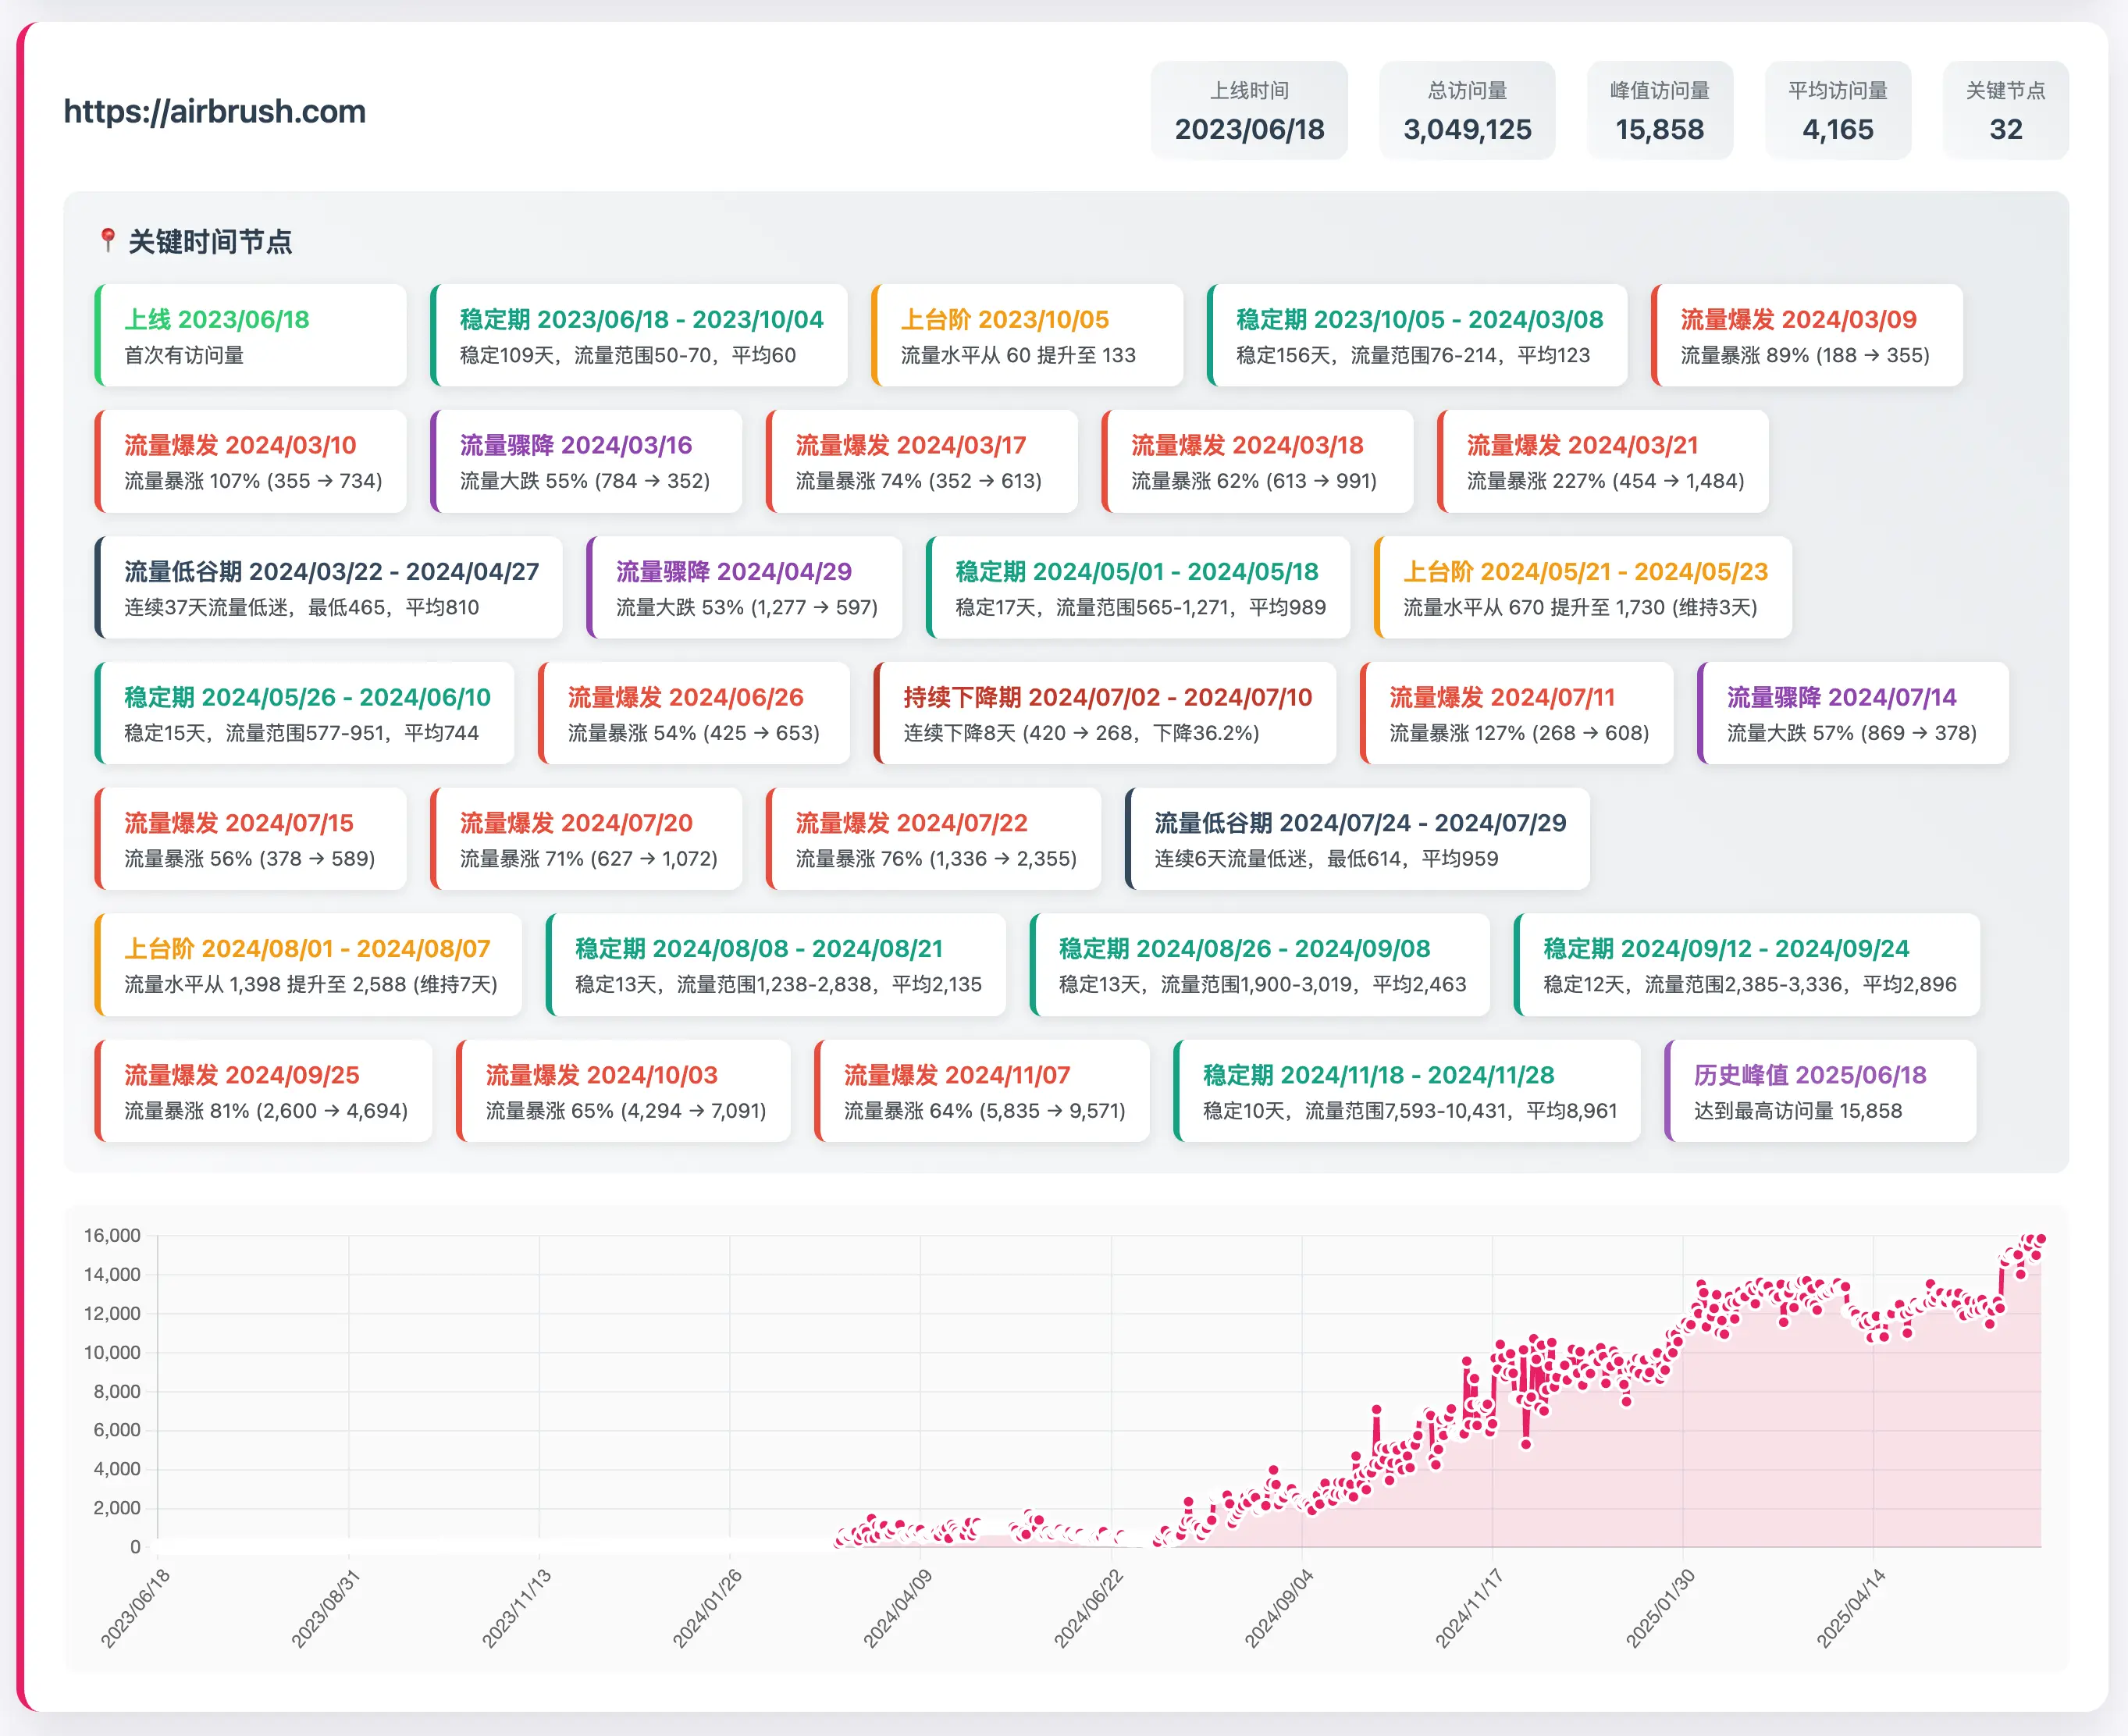 https://airbrush.com
上线时间
2023/06/18
总访问量
3,049,125
峰值访问量
15,858
平均访问量
4,165
关键节点
32
📍 关键时间节点
上线 2023/06/18
首次有访问量
稳定期 2023/06/18 - 2023/10/04
稳定109天，流量范围50-70，平均60
上台阶 2023/10/05
流量水平从 60 提升至 133
稳定期 2023/10/05 - 2024/03/08
稳定156天，流量范围76-214，平均123
流量爆发 2024/03/09
流量暴涨 89% (188 → 355)
流量爆发 2024/03/10
流量暴涨 107% (355 → 734)
流量骤降 2024/03/16
流量大跌 55% (784 → 352)
流量爆发 2024/03/17
流量暴涨 74% (352 → 613)
流量爆发 2024/03/18
流量暴涨 62% (613 → 991)
流量爆发 2024/03/21
流量暴涨 227% (454 → 1,484)
流量低谷期 2024/03/22 - 2024/04/27
连续37天流量低迷，最低465，平均810
流量骤降 2024/04/29
流量大跌 53% (1,277 → 597)
稳定期 2024/05/01 - 2024/05/18
稳定17天，流量范围565-1,271，平均989
上台阶 2024/05/21 - 2024/05/23
流量水平从 670 提升至 1,730 (维持3天)
稳定期 2024/05/26 - 2024/06/10
稳定15天，流量范围577-951，平均744
流量爆发 2024/06/26
流量暴涨 54% (425 → 653)
持续下降期 2024/07/02 - 2024/07/10
连续下降8天 (420 → 268，下降36.2%)
流量爆发 2024/07/11
流量暴涨 127% (268 → 608)
流量骤降 2024/07/14
流量大跌 57% (869 → 378)
流量爆发 2024/07/15
流量暴涨 56% (378 → 589)
流量爆发 2024/07/20
流量暴涨 71% (627 → 1,072)
流量爆发 2024/07/22
流量暴涨 76% (1,336 → 2,355)
流量低谷期 2024/07/24 - 2024/07/29
连续6天流量低迷，最低614，平均959
上台阶 2024/08/01 - 2024/08/07
流量水平从 1,398 提升至 2,588 (维持7天)
稳定期 2024/08/08 - 2024/08/21
稳定13天，流量范围1,238-2,838，平均2,135
稳定期 2024/08/26 - 2024/09/08
稳定13天，流量范围1,900-3,019，平均2,463
稳定期 2024/09/12 - 2024/09/24
稳定12天，流量范围2,385-3,336，平均2,896
流量爆发 2024/09/25
流量暴涨 81% (2,600 → 4,694)
流量爆发 2024/10/03
流量暴涨 65% (4,294 → 7,091)
流量爆发 2024/11/07
流量暴涨 64% (5,835 → 9,571)
稳定期 2024/11/18 - 2024/11/28
稳定10天，流量范围7,593-10,431，平均8,961
历史峰值 2025/06/18
达到最高访问量 15,858
16,000
14,000
12,000
10,000
8,000
6,000
4,000
2,000
0
2023/06/18
2023/08/31
2023/11/13
2024/01/26
2024/04/09
2024/06/22
2024/09/04
2024/11/17
2025/01/30
2025/04/14